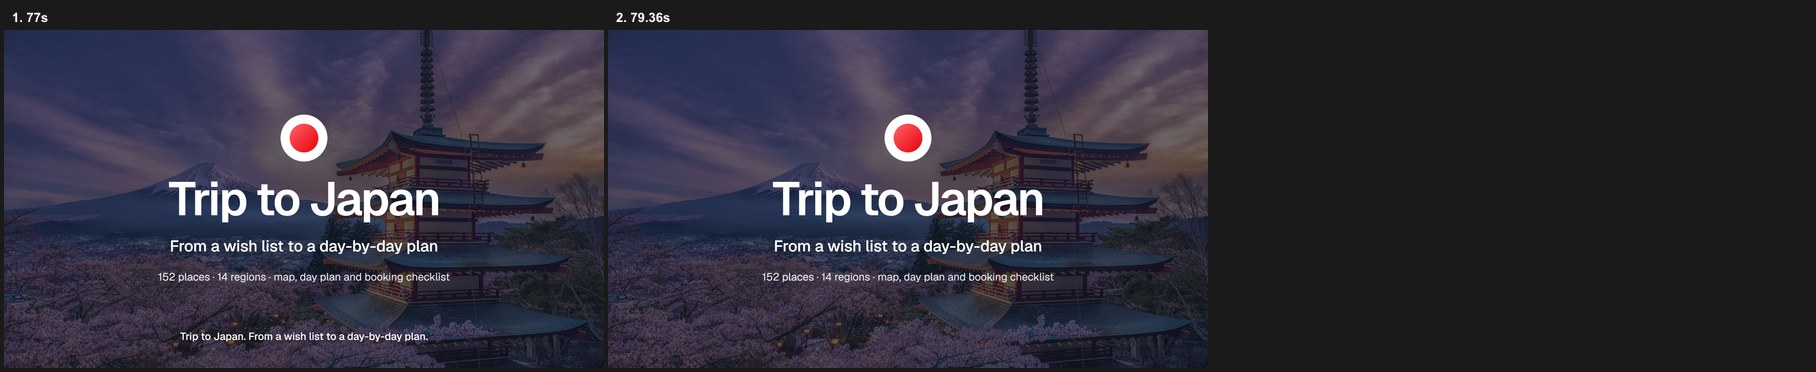 1. 77s
Trip to Japan
From a wish list to a day-by-day plan
152 places · 14 regions · map, day plan and booking checklist
Trip to Japan. From a wish list to a day-by-day plan.
2. 79.36s
Trip to Japan
From a wish list to a day-by-day plan
152 places · 14 regions · map, day plan and booking checklist